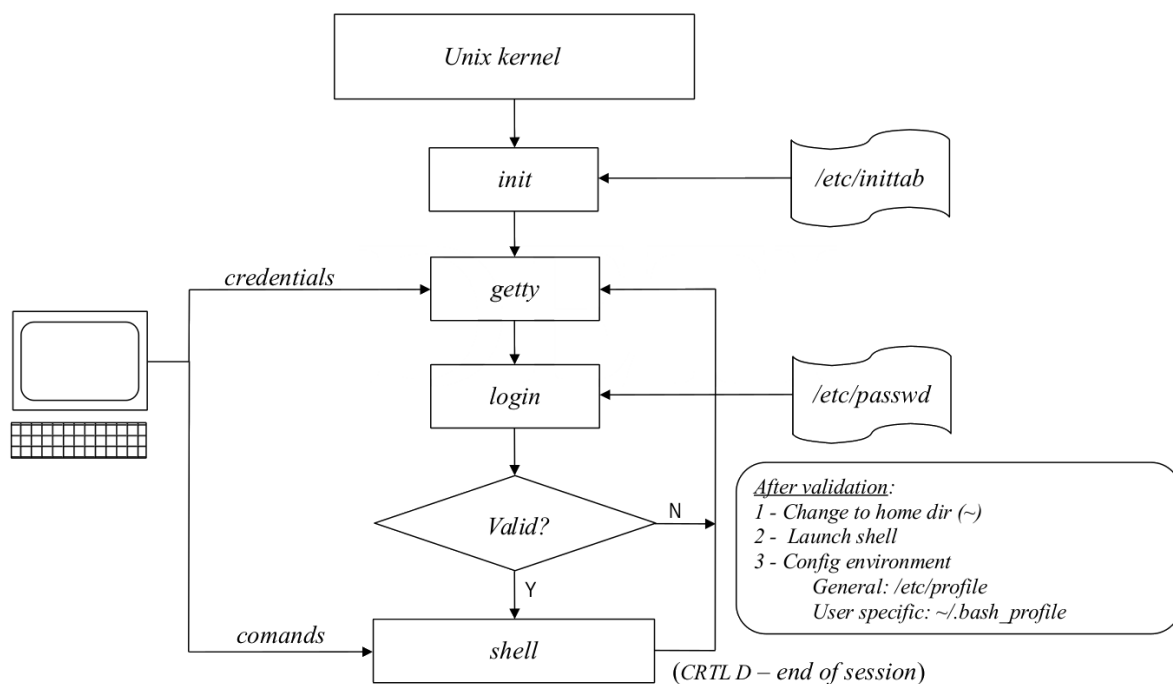 Unix kernel
init
/etc/inittab
credentials
getty
login
/etc/passwd
Valid?
N
Y
After validation:
1 - Change to home dir (~)
2 - Launch shell
3 - Config environment
General: /etc/profile
User specific: ~/.bash_profile
comands
shell
(CRTL D – end of session)